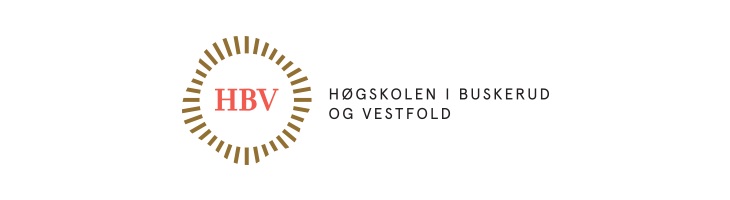 HBV
HØGSKOLEN I BUSKERUD
OG VESTFOLD